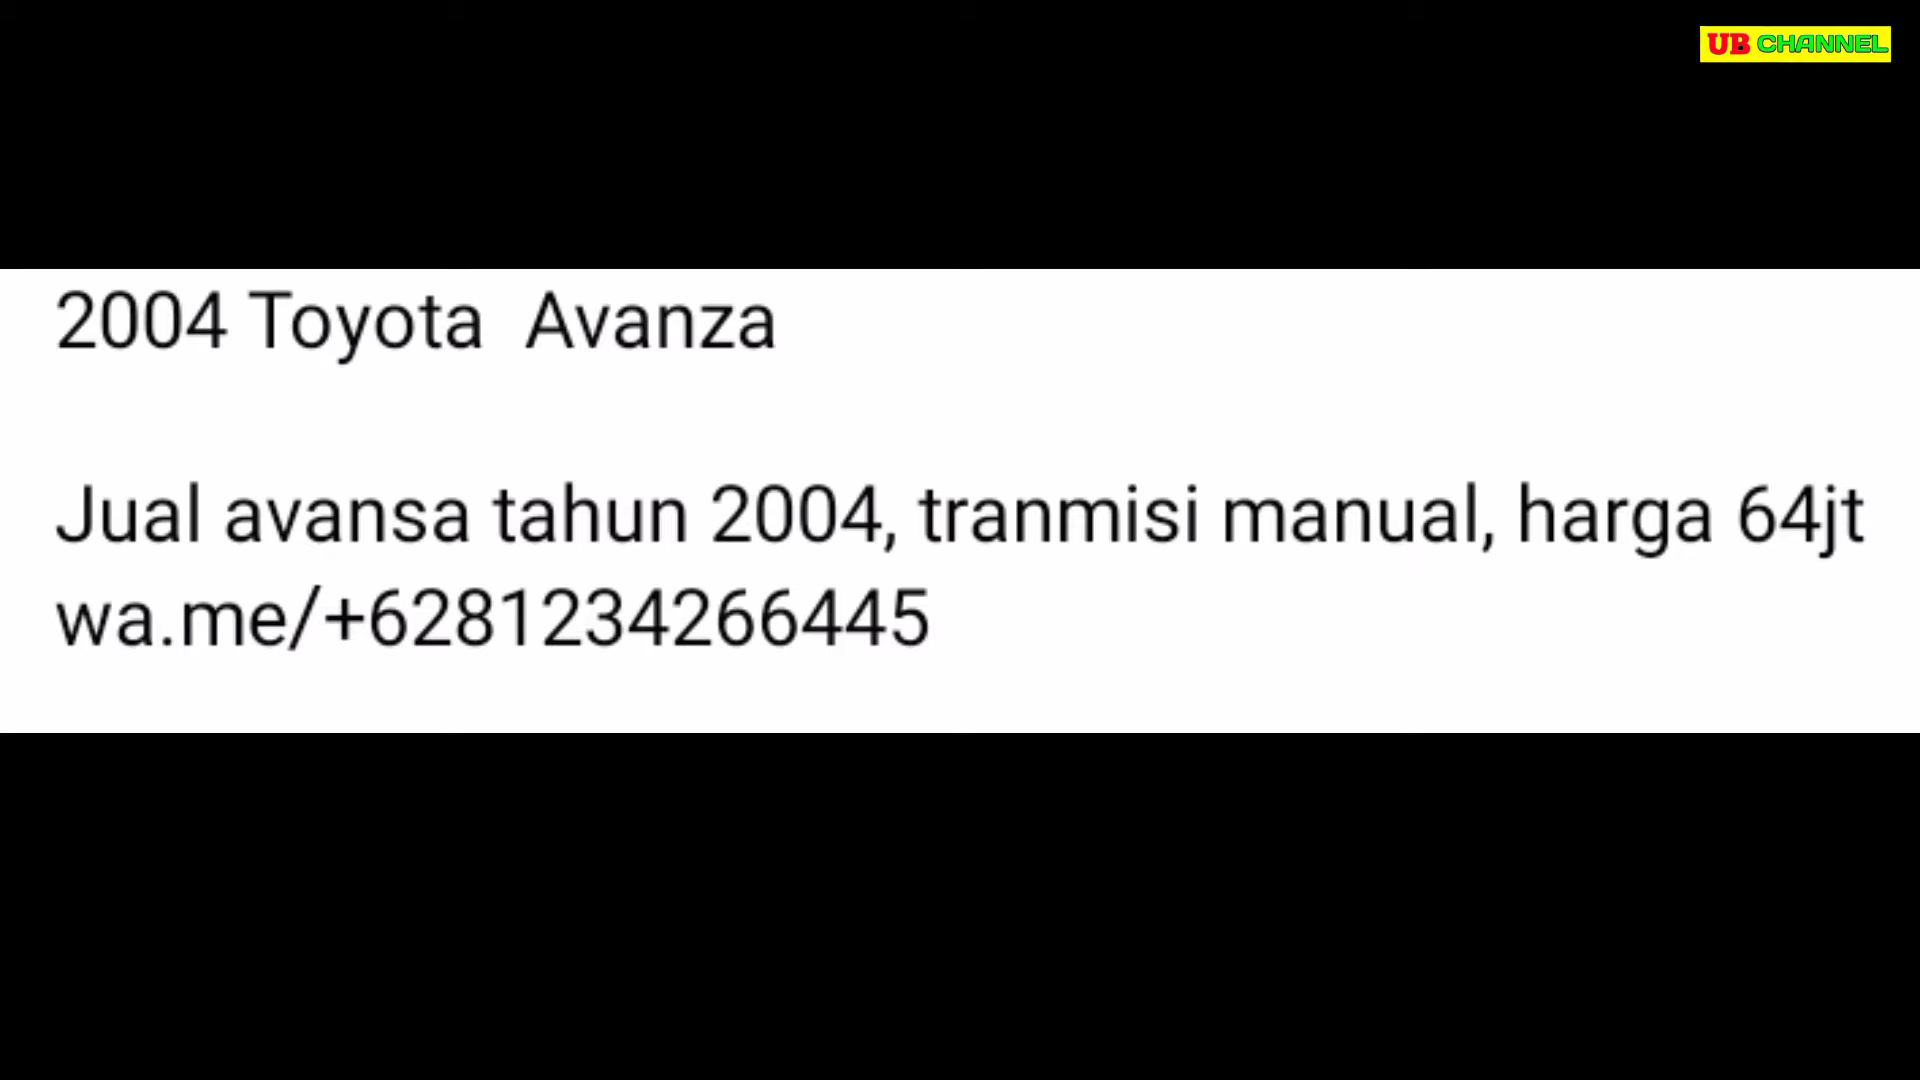 UB CHANNEL
2004 Toyota  Avanza
Jual avansa tahun 2004, tranmisi manual, harga 64jt
wa.me/+6281234266445